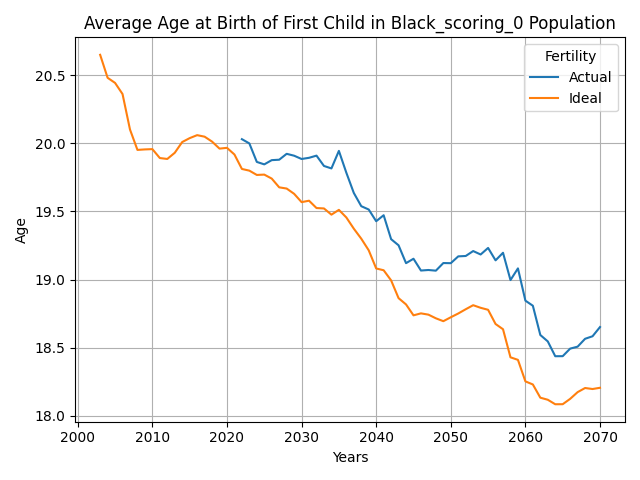 Average Age at Birth of First Child in Black_scoring_0 Population
Fertility
Actual
Ideal
20.5
20.0
19.5
19.0
18.5
18.0
Age
2000 2010 2020 2030 2040 2050 2060 2070
Years